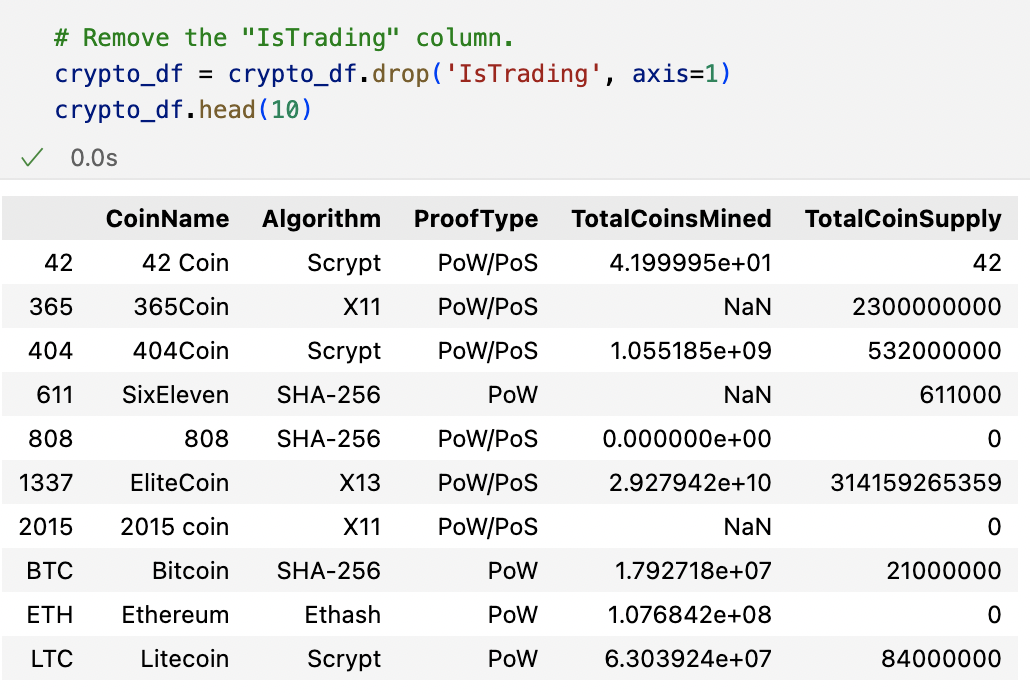 # Remove the "IsTrading" column.
crypto_df = crypto_df.drop('IsTrading', axis=1)
crypto_df.head(10)
✓ 0.0s
CoinName Algorithm ProofType TotalCoinsMined TotalCoinSupply
42 42 Coin Scrypt PoW/PoS 4.199995e+01 42
365 365Coin X11 PoW/PoS NaN 2300000000
404 404Coin Scrypt PoW/PoS 1.055185e+09 532000000
611 SixEleven SHA-256 PoW NaN 611000
808 808 SHA-256 PoW/PoS 0.000000e+00 0
1337 EliteCoin X13 PoW/PoS 2.927942e+10 314159265359
2015 2015 coin X11 PoW/PoS NaN 0
BTC Bitcoin SHA-256 PoW 1.792718e+07 21000000
ETH Ethereum Ethash PoW 1.076842e+08 0
LTC Litecoin Scrypt PoW 6.303924e+07 84000000